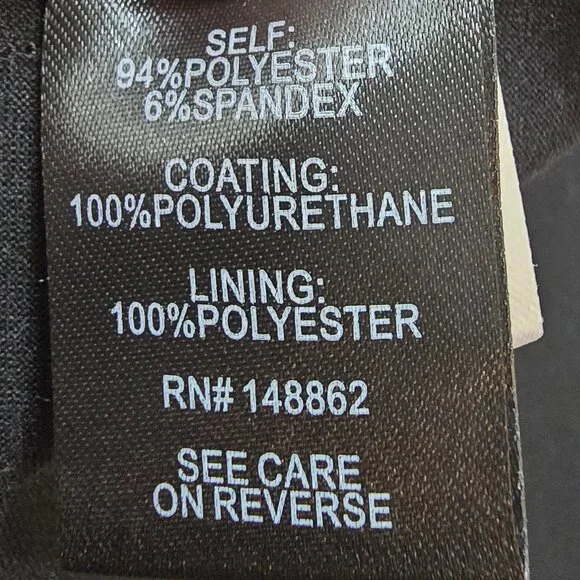 SELF:
94%POLYESTER
6%SPANDEX
COATING:
100%POLYURETHANE
LINING:
100%POLYESTER
RN# 148862
SEE CARE
ON REVERSE